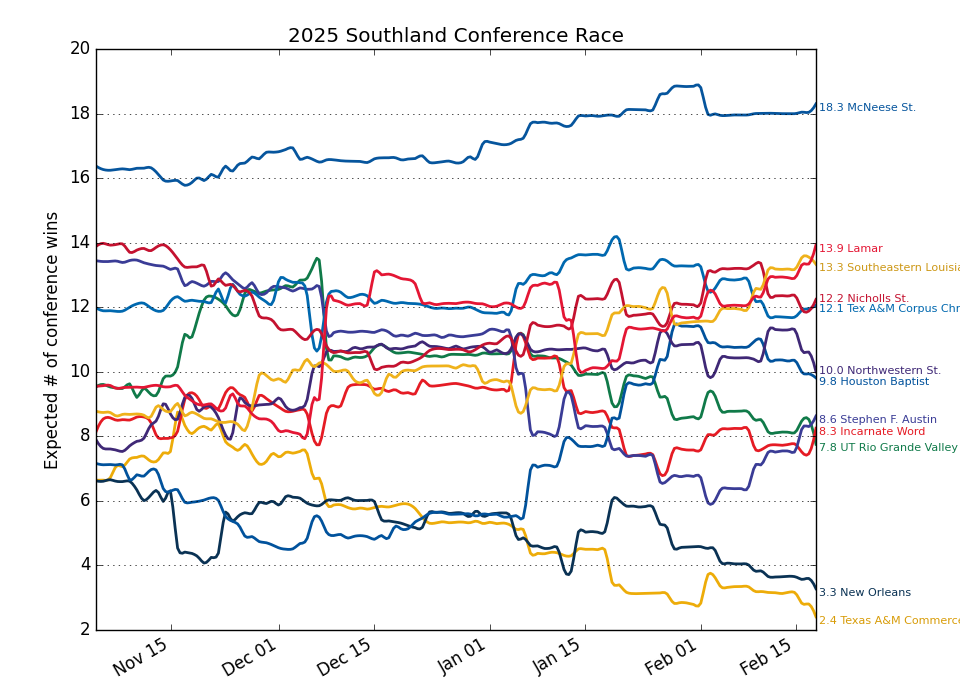 2025 Southland Conference Race
Expected # of conference wins
20
18
16
14
12
10
8
6
4
2
Nov 15
Dec 01
Dec 15
Jan 01
Jan 15
Feb 01
Feb 15
18.3 McNeese St.
13.9 Lamar
13.3 Southeastern Louisia
12.2 Nicholls St.
12.1 Tex A&M Corpus Chr
10.0 Northwestern St.
9.8 Houston Baptist
8.6 Stephen F. Austin
8.3 Incarnate Word
7.8 UT Rio Grande Valley
3.3 New Orleans
2.4 Texas A&M Commerce